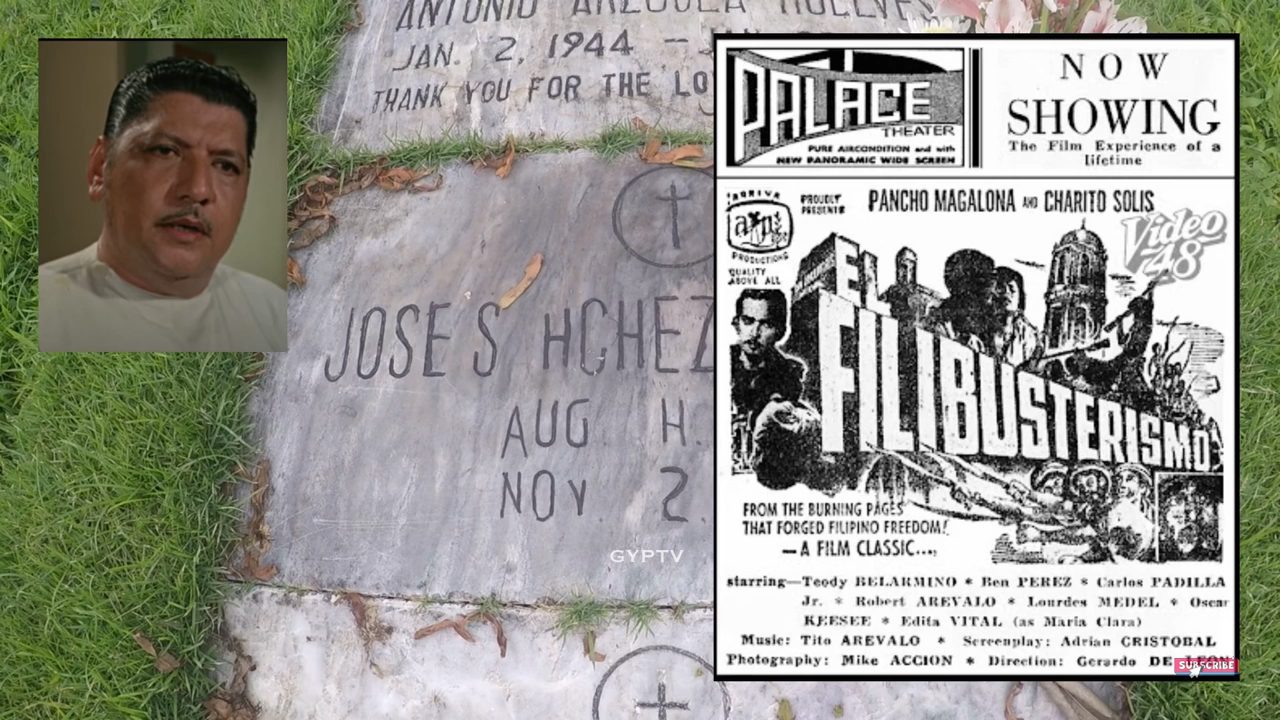 ANTONIO
JAN. 2, 1944 –
THANK YOU FOR THE LO
JOSE S HCHEZ
AUG H.
NOV 2.
GYPTV
PALACE
THEATER
PURE AIRCONDITION and with
NEW PANORAMIC WIDE SCREEN
NOW
SHOWING
The Film Experience of a
lifetime
PROUDLY
PRESENTS
PRODUCTIONS
QUALITY
ABOVE ALL
PANCHO MAGALONA AND CHARITO SOLIS
Video
48
EL
FILIBUSTERISMO
FROM THE BURNING PAGES
THAT FORGED FILIPINO FREEDOM!
— A FILM CLASSIC...,
starring—Teody BELARMINO * Ben PEREZ * Carlos PADILLA
Jr. * Robert AREVALO * Lourdes MEDEL * Oscar
KEESEE * Edita VITAL (as Maria Clara)
Music: Tito AREVALO * Screenplay: Adrian CRISTOBAL
Photography: Mike ACCION * Direction: Gerardo DE LEON
SUBSCRIBE